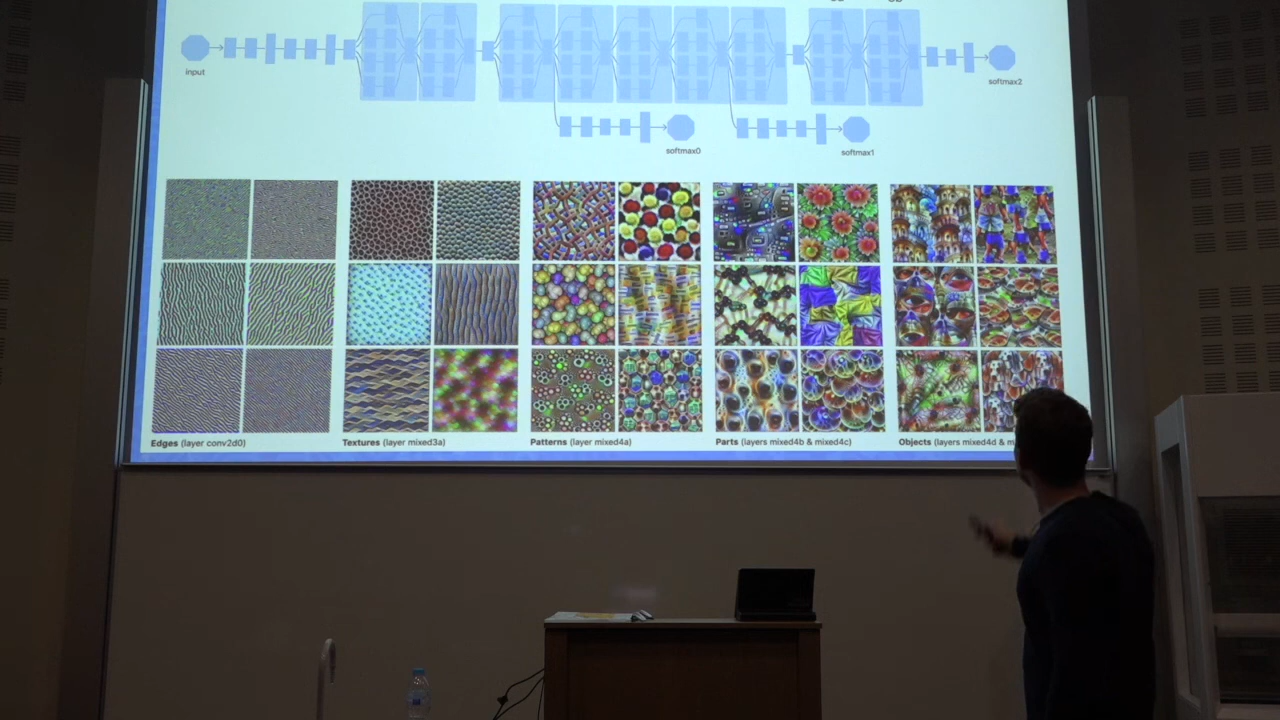 input
softmax2
softmax0
softmax1
Edges (layer conv2d0)
Textures (layer mixed3a)
Patterns (layer mixed4a)
Parts (layers mixed4b & mixed4c)
Objects (layers mixed4d &